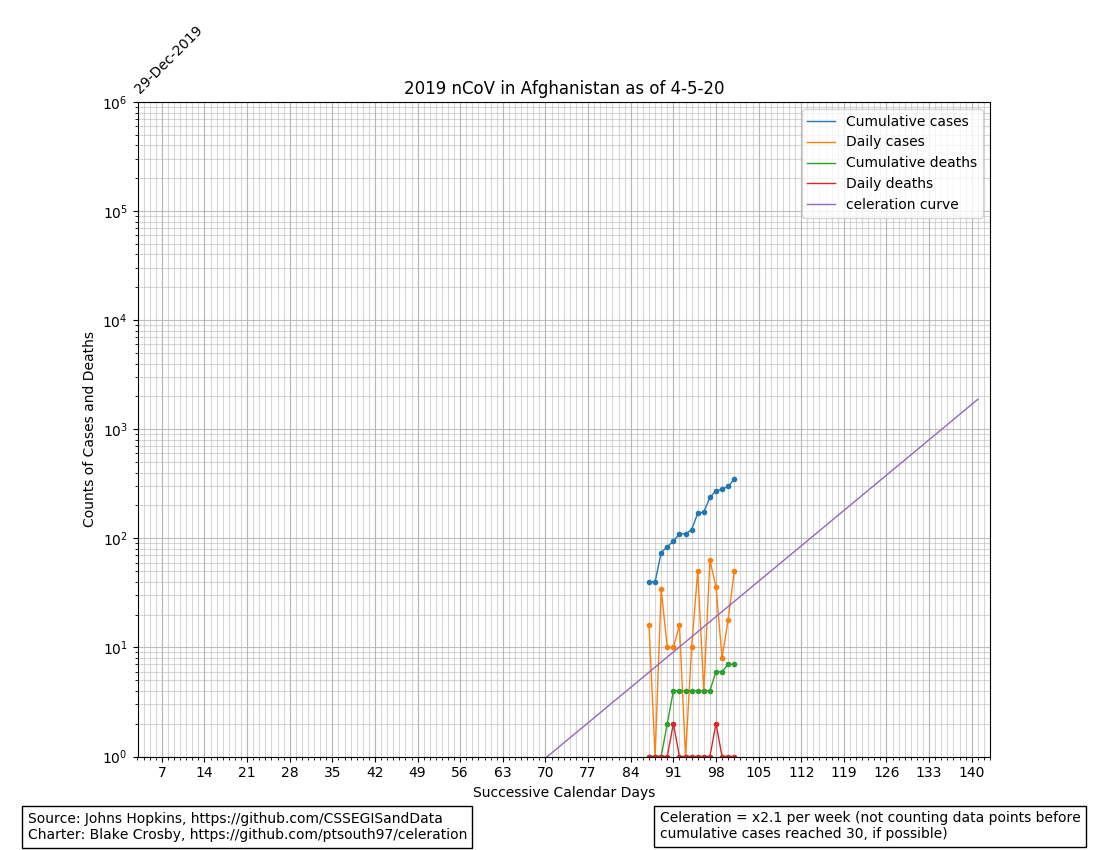 29-Dec-2019
2019 nCoV in Afghanistan as of 4-5-20
10^6
10^5
10^4
10^3
10^2
10^1
10^0
Counts of Cases and Deaths
Cumulative cases
Daily cases
Cumulative deaths
Daily deaths
celeration curve
7 14 21 28 35 42 49 56 63 70 77 84 91 98 105 112 119 126 133 140
Successive Calendar Days
Source: Johns Hopkins, https://github.com/CSSEGISandData
Charter: Blake Crosby, https://github.com/ptsouth97/celeration
Celeration = x2.1 per week (not counting data points before
cumulative cases reached 30, if possible)